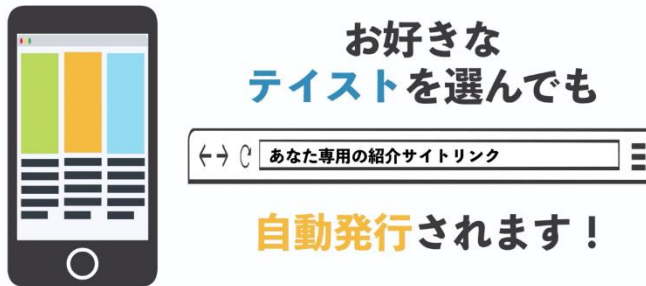 お好きな
テイストを選んでも
あなた専用の紹介サイトリンク
自動発行されます！